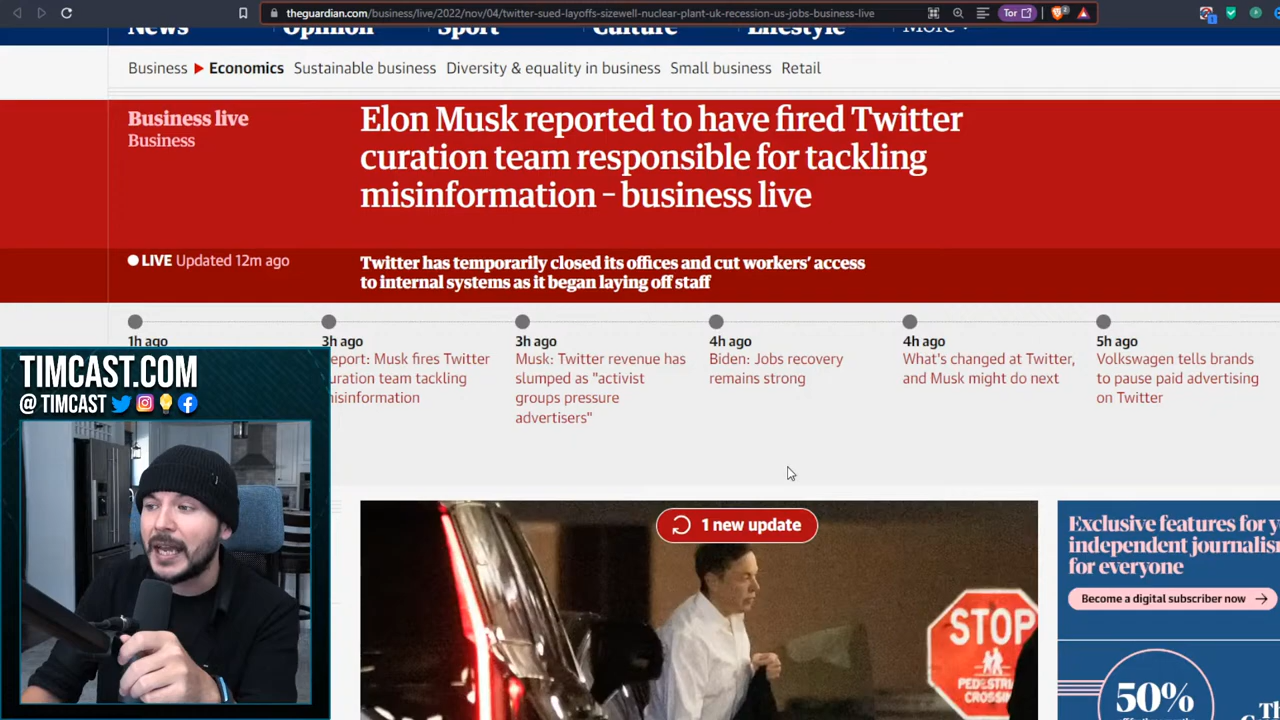 theguardian.com/business/live/2022/nov/04/twitter-sued-layoffs-sizewell-nuclear-plant-uk-recession-us-jobs-business-live
Tor
News Opinion Sport Culture Lifestyle More
Business Economics Sustainable business Diversity & equality in business Small business Retail
Business live
Business
Elon Musk reported to have fired Twitter
curation team responsible for tackling
misinformation – business live
LIVE Updated 12m ago
Twitter has temporarily closed its offices and cut workers’ access
to internal systems as it began laying off staff
1h ago
3h ago
eport: Musk fires Twitter
uration team tackling
isinformation
3h ago
Musk: Twitter revenue has
slumped as "activist
groups pressure
advertisers"
4h ago
Biden: Jobs recovery
remains strong
4h ago
What's changed at Twitter,
and Musk might do next
5h ago
Volkswagen tells brands
to pause paid advertising
on Twitter
TIMCAST.COM
@ TIMCAST
1 new update
STOP
Exclusive features for y
independent journalis
for everyone
Become a digital subscriber now
50%